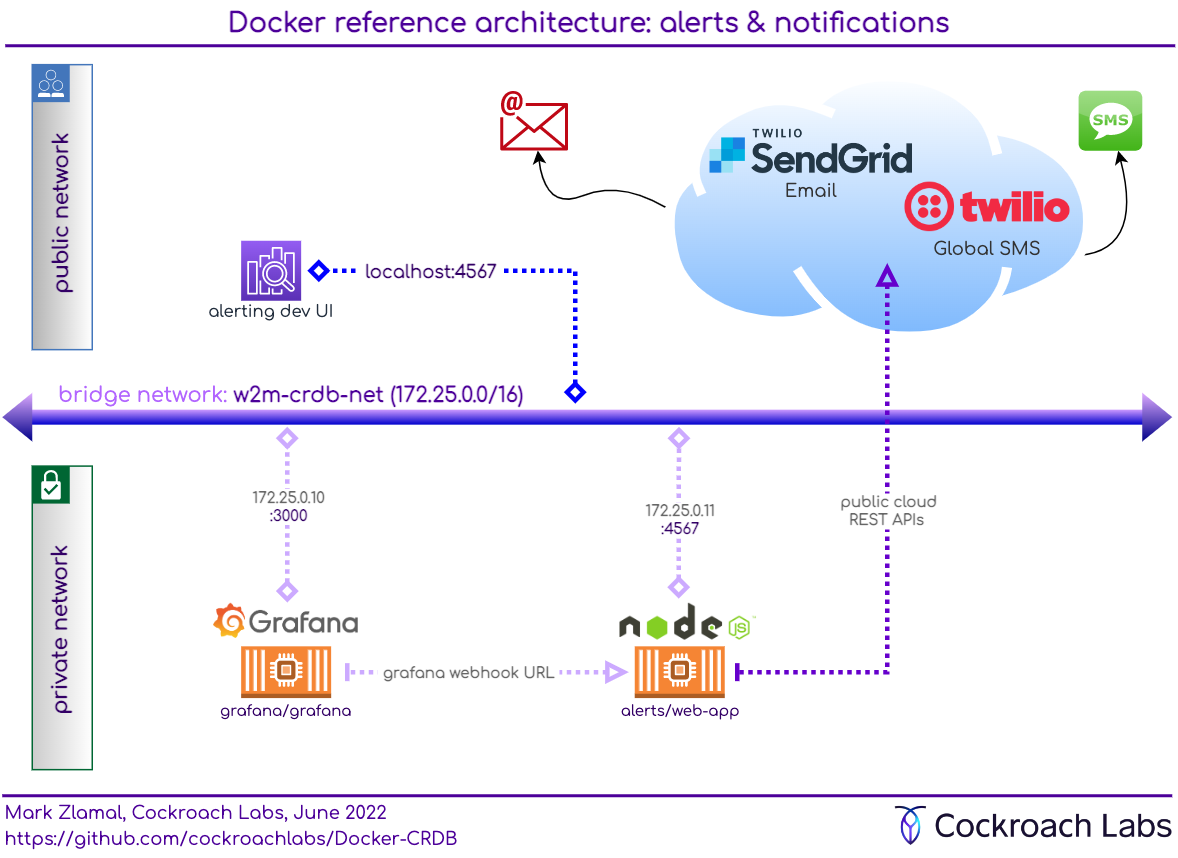 Docker reference architecture: alerts & notifications
public network
@
TWILIO
SendGrid
Email
twilio
Global SMS
SMS
localhost:4567
alerting dev UI
bridge network: w2m-crdb-net (172.25.0.0/16)
private network
172.25.0.10
:3000
172.25.0.11
:4567
public cloud
REST APIs
Grafana
node
JS
grafana webhook URL
grafana/grafana
alerts/web-app
Mark Zlamal, Cockroach Labs, June 2022
https://github.com/cockroachlabs/Docker-CRDB
Cockroach Labs